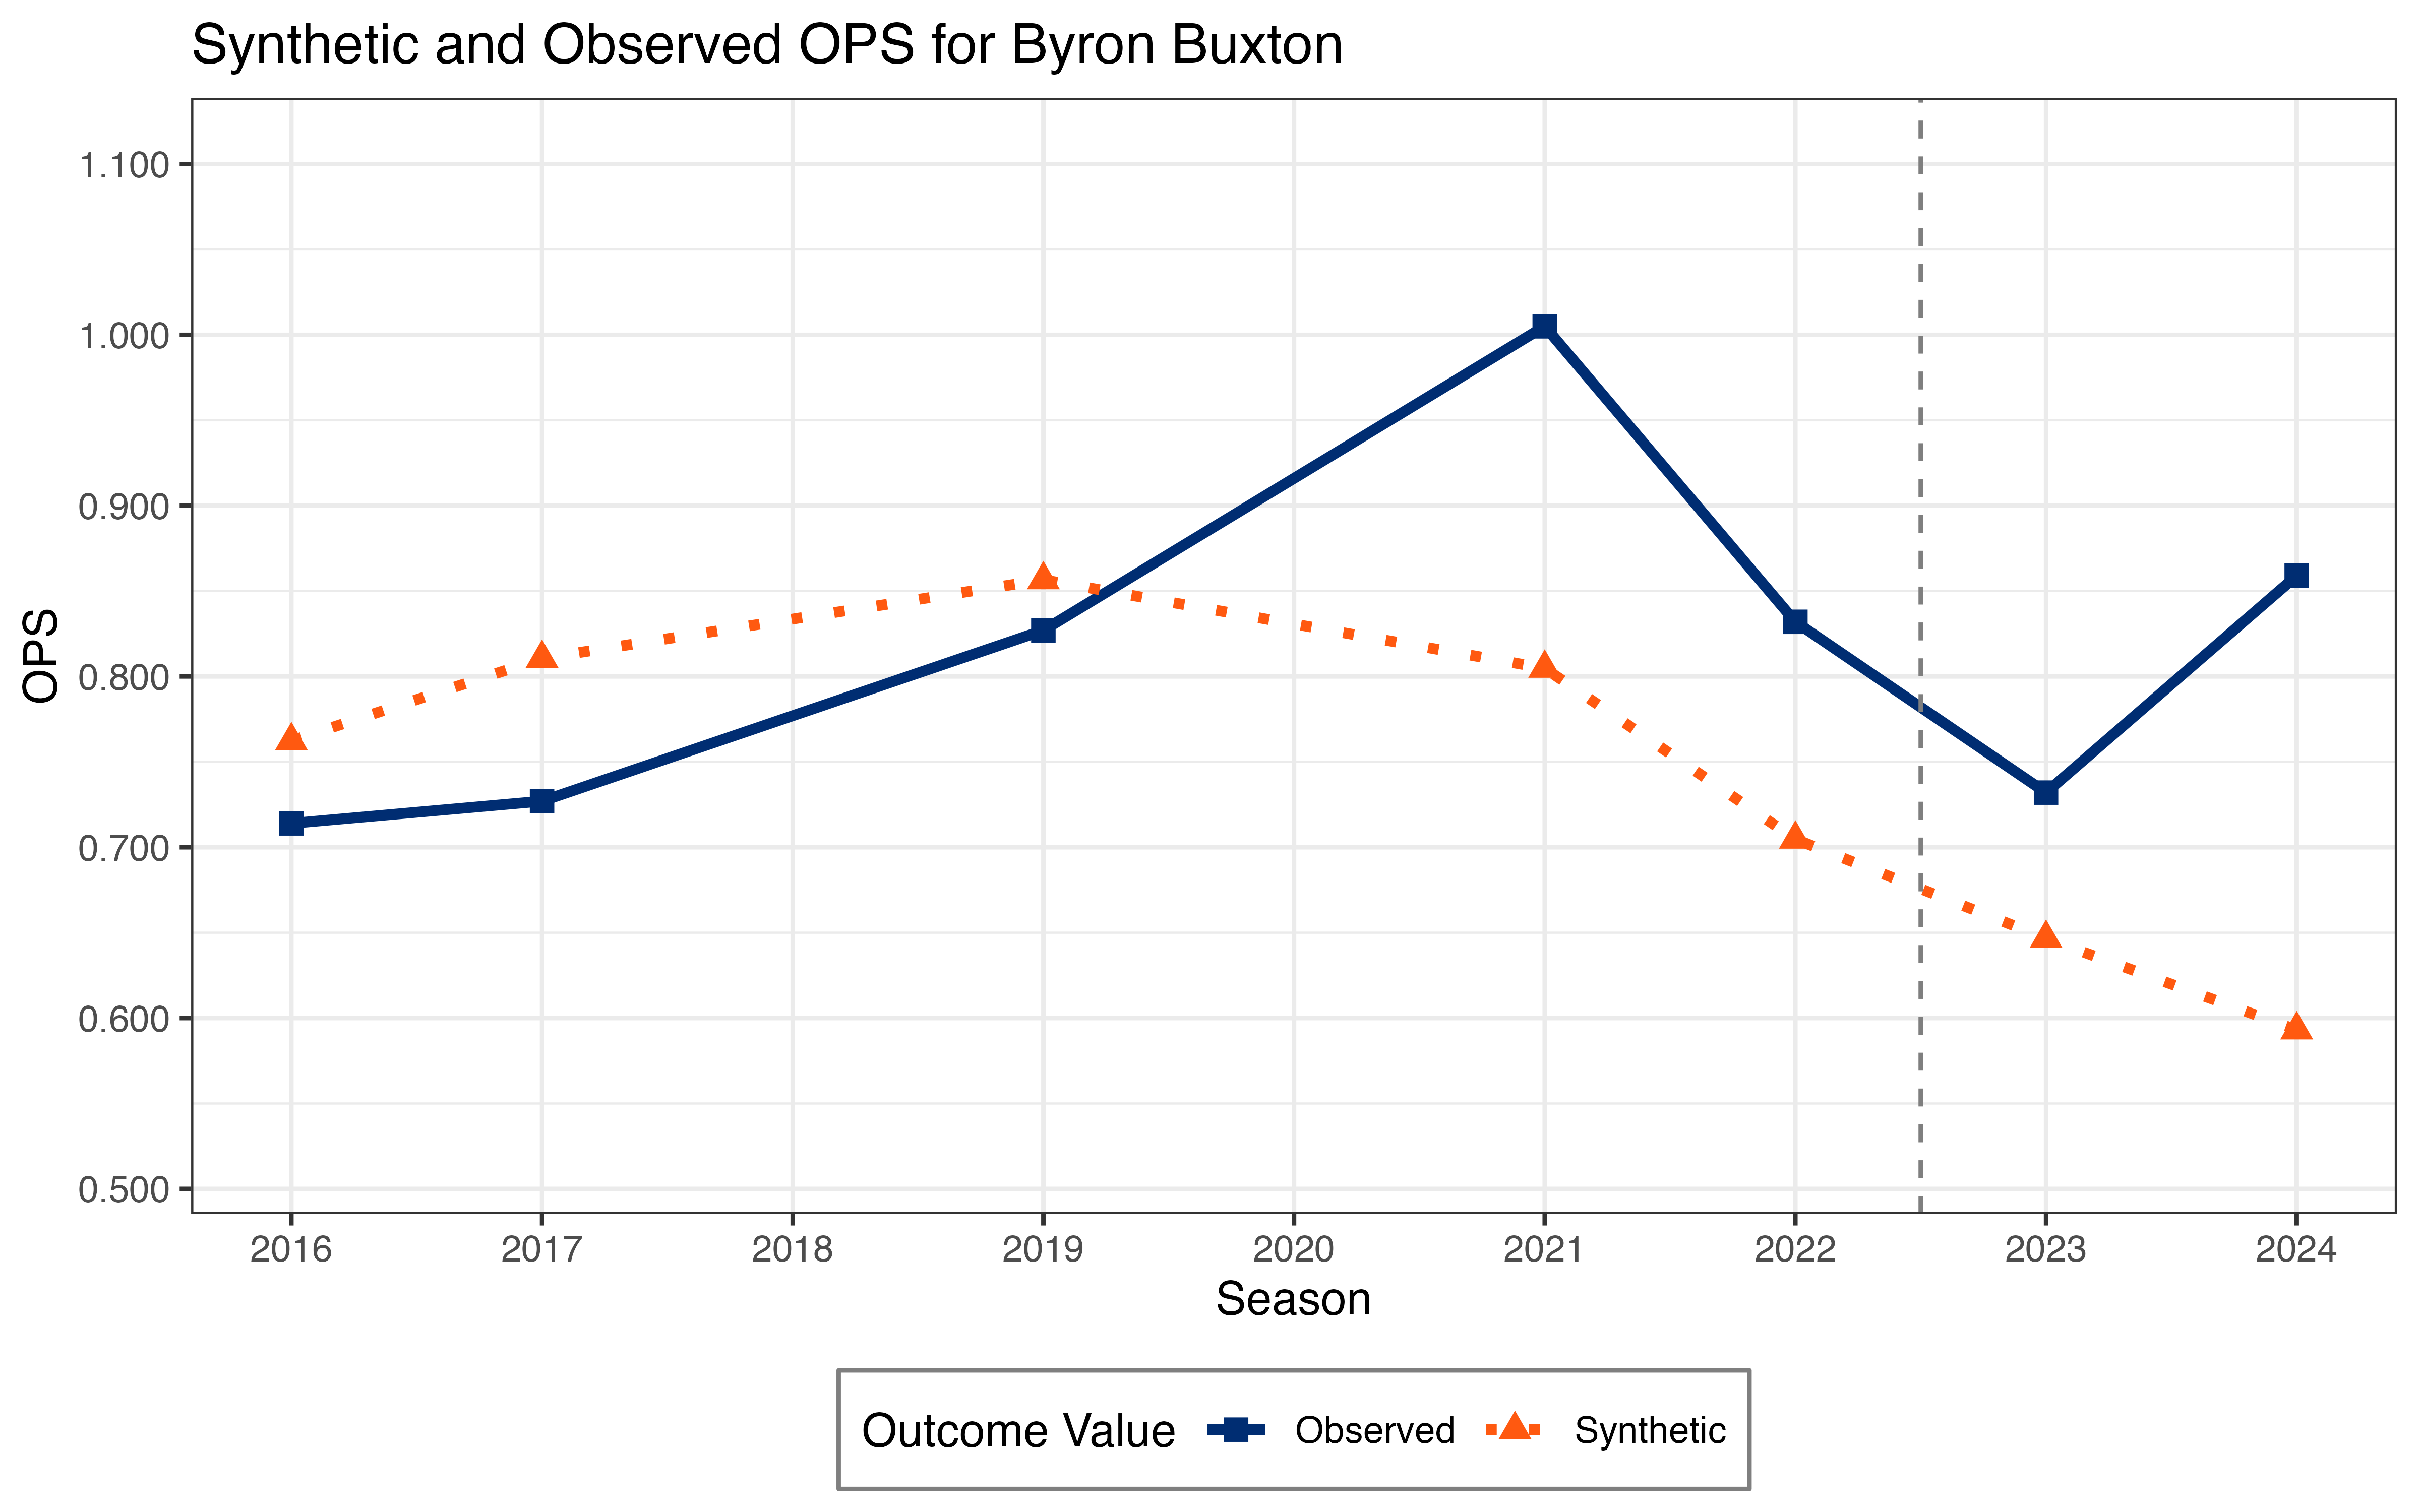 Synthetic and Observed OPS for Byron Buxton
1.100
1.000
0.900
0.800
0.700
0.600
0.500
OPS
2016 2017 2018 2019 2020 2021 2022 2023 2024
Season
Outcome Value Observed Synthetic